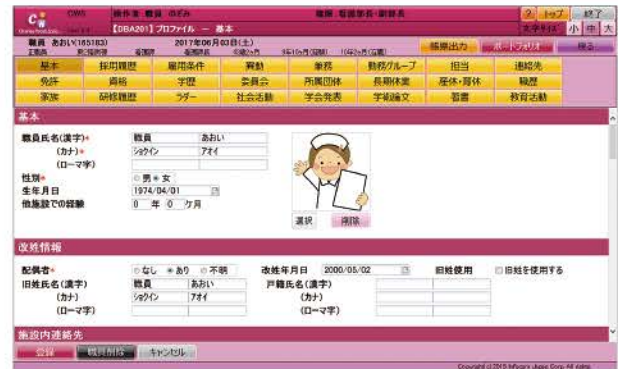 CWS 操作者:職員 のぞみ 職種:看護部長・副部長 ? トップ 終了
【DBA201】プロファイル － 基本 文字サイズ 小 中 大
職員 あおい(165183) 2017年06月03日(土) 帳票出力 ポートフォリオ 戻る
基本 採用履歴 雇用条件 異動 兼務 勤務グループ 担当 連絡先
免許 資格 学歴 委員会 所属団体 長期休業 産休・育休 職歴
家族 研修履歴 ラダー 社会活動 学会発表 学術論文 著書 教育活動
基本
職員氏名(漢字)* 職員 あおい
(カナ)* ショクイン アオイ
(ローマ字)
性別* 男 女
生年月日 1974/04/01
他施設での経験 0 年 0 ケ月
選択 削除
改姓情報
配偶者* なし あり 不明 改姓年月日 2000/05/02 旧姓使用 旧姓を使用する
旧姓氏名(漢字) 職員 あおい 戸籍氏名(漢字)
(カナ) ショクイン アオイ (カナ)
(ローマ字) (ローマ字)
施設内連絡先
登録 職員削除 キャンセル